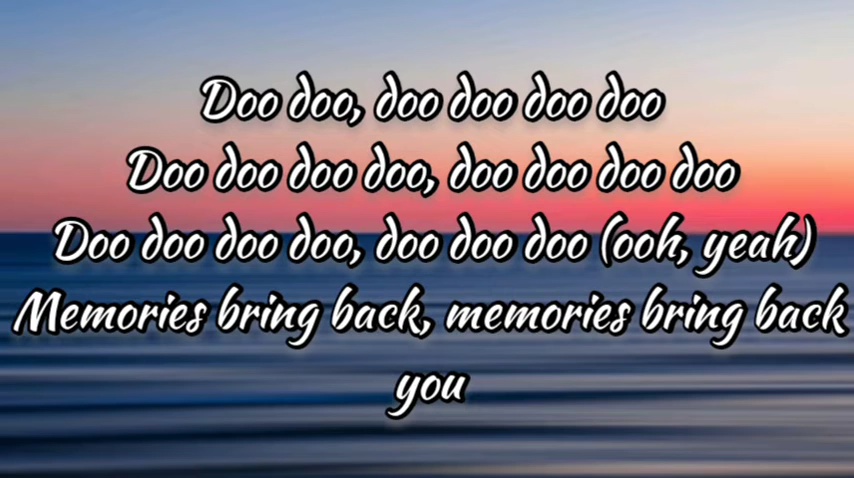 Doo doo, doo doo doo doo
Doo doo doo doo, doo doo doo doo
Doo doo doo doo, doo doo doo (ooh, yeah)
Memories bring back, memories bring back
you